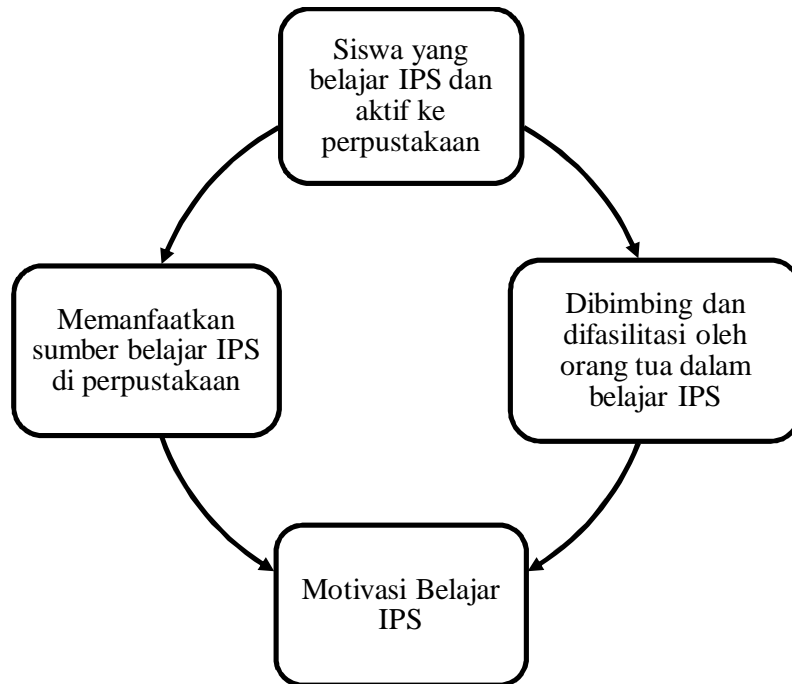 Siswa yang
belajar IPS dan
aktif ke
perpustakaan
Memanfaatkan
sumber belajar IPS
di perpustakaan
Dibimbing dan
difasilitasi oleh
orang tua dalam
belajar IPS
Motivasi Belajar
IPS